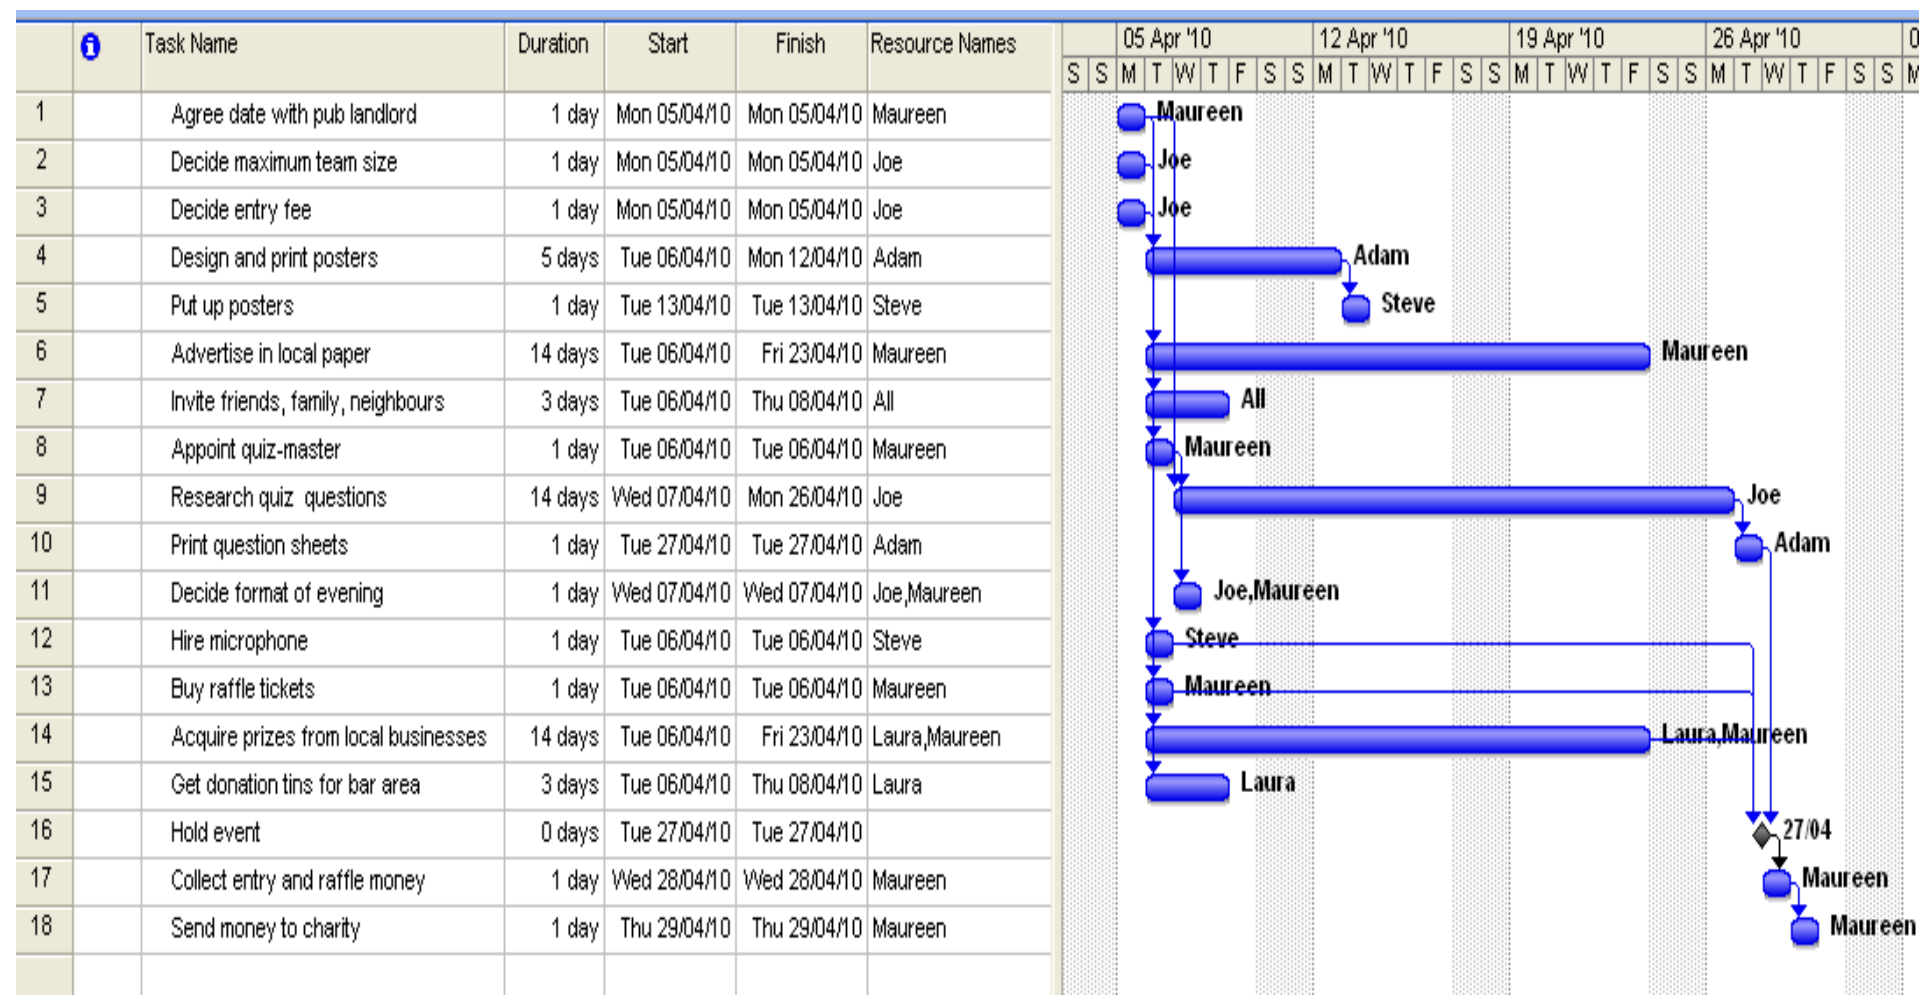 Task Name Duration Start Finish Resource Names 05 Apr '10 12 Apr '10 19 Apr '10 26 Apr '10 0
S S M T W T F S S M T W T F S S M T W T F S S M T W T F S S M
1 Agree date with pub landlord 1 day Mon 05/04/10 Mon 05/04/10 Maureen Maureen
2 Decide maximum team size 1 day Mon 05/04/10 Mon 05/04/10 Joe Joe
3 Decide entry fee 1 day Mon 05/04/10 Mon 05/04/10 Joe Joe
4 Design and print posters 5 days Tue 06/04/10 Mon 12/04/10 Adam Adam
5 Put up posters 1 day Tue 13/04/10 Tue 13/04/10 Steve Steve
6 Advertise in local paper 14 days Tue 06/04/10 Fri 23/04/10 Maureen Maureen
7 Invite friends, family, neighbours 3 days Tue 06/04/10 Thu 08/04/10 All All
8 Appoint quiz-master 1 day Tue 06/04/10 Tue 06/04/10 Maureen Maureen
9 Research quiz questions 14 days Wed 07/04/10 Mon 26/04/10 Joe Joe
10 Print question sheets 1 day Tue 27/04/10 Tue 27/04/10 Adam Adam
11 Decide format of evening 1 day Wed 07/04/10 Wed 07/04/10 Joe,Maureen Joe,Maureen
12 Hire microphone 1 day Tue 06/04/10 Tue 06/04/10 Steve Steve
13 Buy raffle tickets 1 day Tue 06/04/10 Tue 06/04/10 Maureen Maureen
14 Acquire prizes from local businesses 14 days Tue 06/04/10 Fri 23/04/10 Laura,Maureen Laura,Maureen
15 Get donation tins for bar area 3 days Tue 06/04/10 Thu 08/04/10 Laura Laura
16 Hold event 0 days Tue 27/04/10 Tue 27/04/10 27/04
17 Collect entry and raffle money 1 day Wed 28/04/10 Wed 28/04/10 Maureen Maureen
18 Send money to charity 1 day Thu 29/04/10 Thu 29/04/10 Maureen Maureen